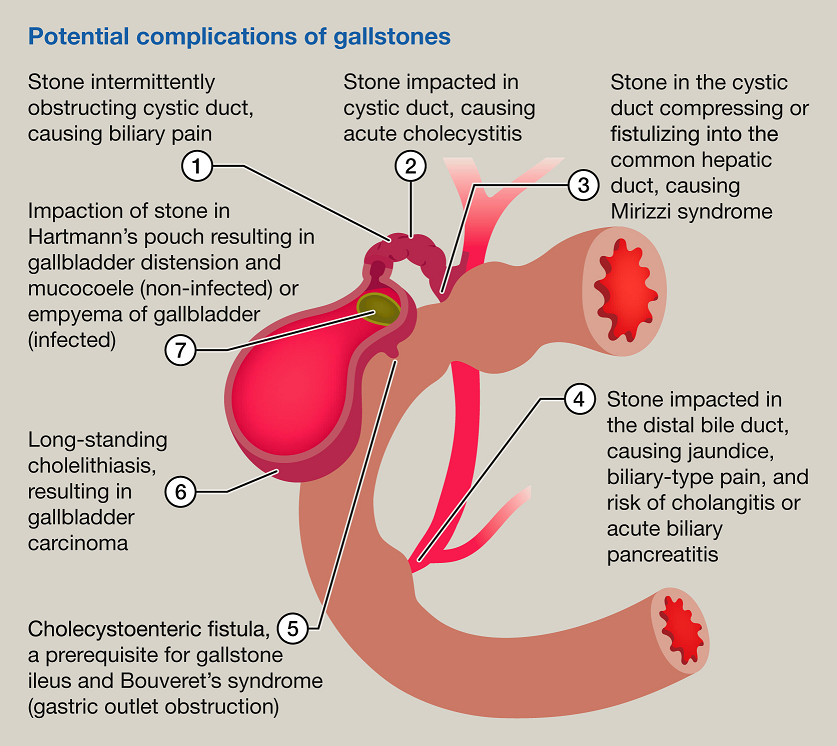 Potential complications of gallstones
Stone intermittently
obstructing cystic duct,
causing biliary pain
1
Stone impacted in
cystic duct, causing
acute cholecystitis
2
Stone in the cystic
duct compressing or
fistulizing into the
common hepatic
duct, causing
Mirizzi syndrome
3
Impaction of stone in
Hartmann's pouch resulting in
gallbladder distension and
mucocoele (non-infected) or
empyema of gallbladder
(infected)
7
4
Stone impacted in
the distal bile duct,
causing jaundice,
biliary-type pain, and
risk of cholangitis or
acute biliary
pancreatitis
Long-standing
cholelithiasis,
resulting in
gallbladder
carcinoma
6
Cholecystoenteric fistula,
a prerequisite for gallstone
ileus and Bouveret's syndrome
(gastric outlet obstruction)
5